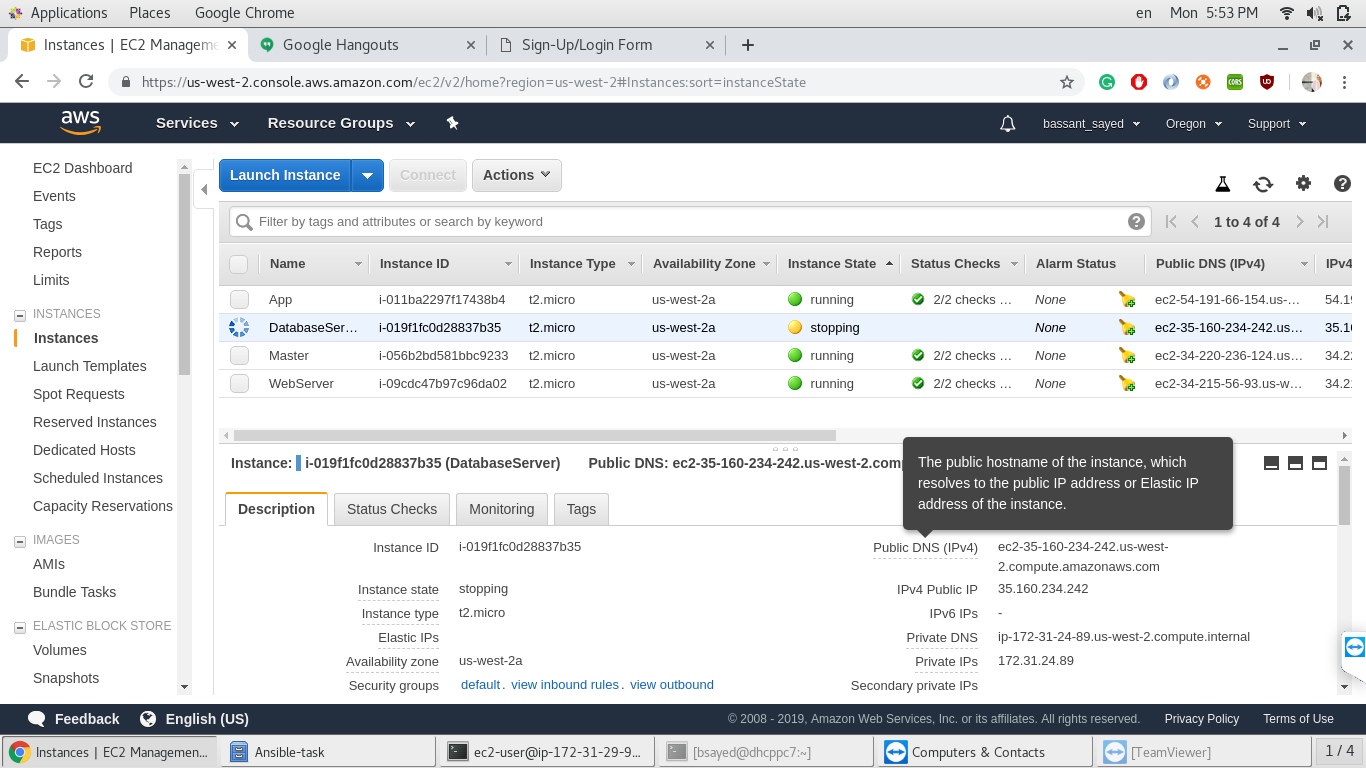 Applications Places Google Chrome en Mon 5:53 PM
Instances | EC2 Manageme Google Hangouts Sign-Up/Login Form
https://us-west-2.console.aws.amazon.com/ec2/v2/home?region=us-west-2#Instances:sort=instanceState
aws Services Resource Groups bassant_sayed Oregon Support
EC2 Dashboard
Events
Tags
Reports
Limits
INSTANCES
Instances
Launch Templates
Spot Requests
Reserved Instances
Dedicated Hosts
Scheduled Instances
Capacity Reservations
IMAGES
AMIs
Bundle Tasks
ELASTIC BLOCK STORE
Volumes
Snapshots
Launch Instance Connect Actions
Filter by tags and attributes or search by keyword 1 to 4 of 4
Name Instance ID Instance Type Availability Zone Instance State Status Checks Alarm Status Public DNS (IPv4) IPv4
App i-011ba2297f17438b4 t2.micro us-west-2a running 2/2 checks ... None ec2-54-191-66-154.us-... 54.19
DatabaseSer... i-019f1fc0d28837b35 t2.micro us-west-2a stopping None ec2-35-160-234-242.us... 35.16
Master i-056b2bd581bbc9233 t2.micro us-west-2a running 2/2 checks ... None ec2-34-220-236-124.us... 34.22
WebServer i-09cdc47b97c96da02 t2.micro us-west-2a running 2/2 checks ... None ec2-34-215-56-93.us-w... 34.21
Instance: i-019f1fc0d28837b35 (DatabaseServer) Public DNS: ec2-35-160-234-242.us-west-2.comp
The public hostname of the instance, which
resolves to the public IP address or Elastic IP
address of the instance.
Description Status Checks Monitoring Tags
Instance ID i-019f1fc0d28837b35
Instance state stopping
Instance type t2.micro
Elastic IPs
Availability zone us-west-2a
Security groups default. view inbound rules. view outbound
Public DNS (IPv4) ec2-35-160-234-242.us-west-
2.compute.amazonaws.com
IPv4 Public IP 35.160.234.242
IPv6 IPs -
Private DNS ip-172-31-24-89.us-west-2.compute.internal
Private IPs 172.31.24.89
Secondary private IPs
Feedback English (US) © 2008 - 2019, Amazon Web Services, Inc. or its affiliates. All rights reserved. Privacy Policy Terms of Use
Instances | EC2 Managemen... Ansible-task ec2-user@ip-172-31-29-9... [bsayed@dhcppc7:~] Computers & Contacts [TeamViewer] 1 / 4